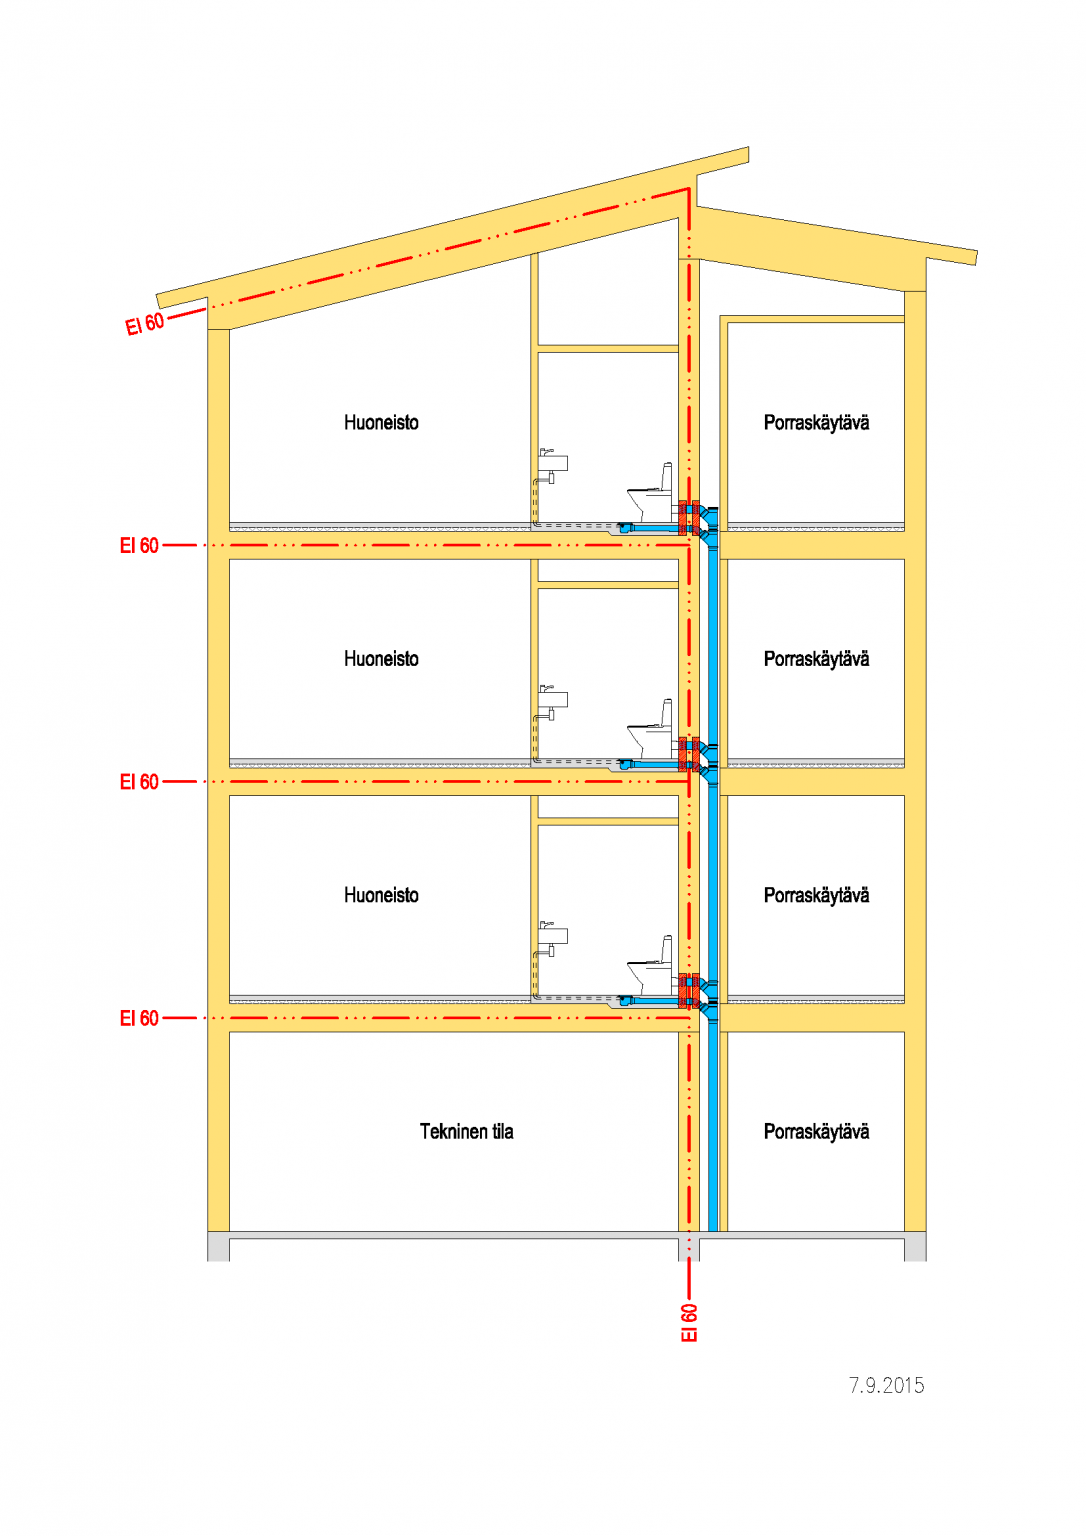 EI 60
Huoneisto
Porraskäytävä
EI 60
Huoneisto
Porraskäytävä
EI 60
Huoneisto
Porraskäytävä
EI 60
Tekninen tila
Porraskäytävä
EI 60
7.9.2015